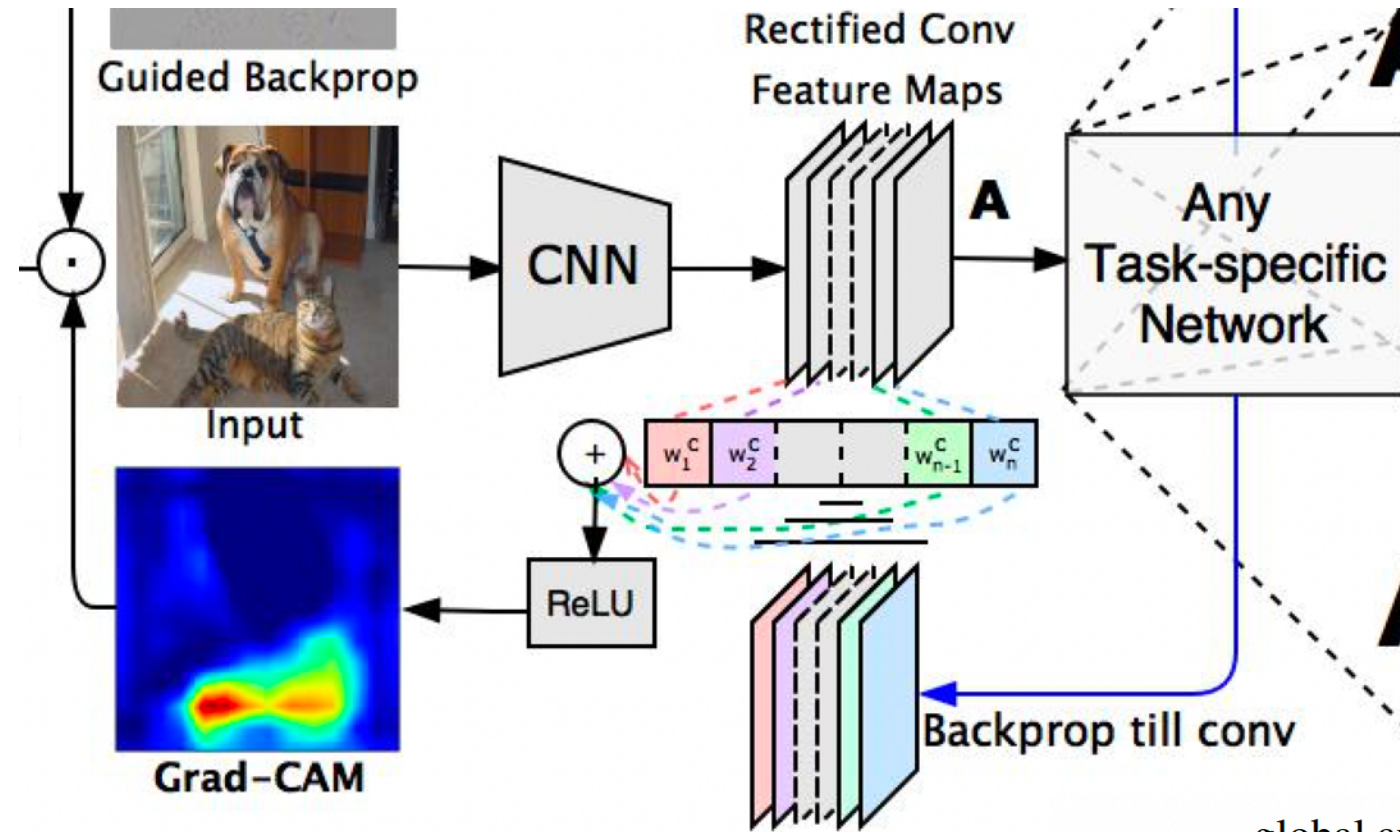 Guided Backprop
Rectified Conv
Feature Maps
A
Any
Task-specific
Network
CNN
Input
+
w₁ᶜ w₂ᶜ wₙ₋₁ᶜ wₙᶜ
ReLU
Backprop till conv
Grad-CAM